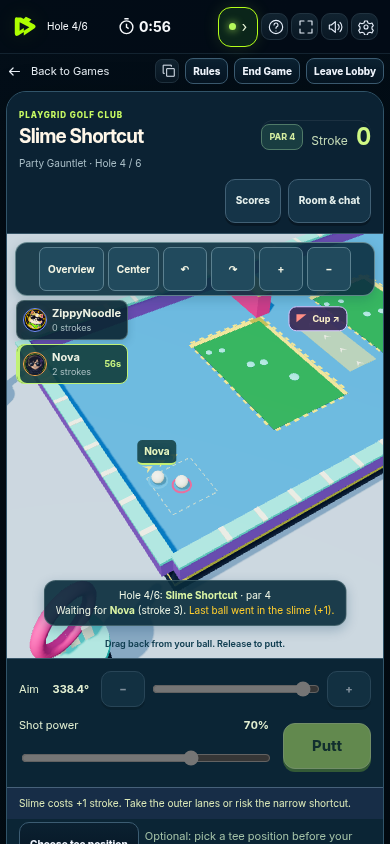 Hole 4/6
0:56
Back to Games
Rules
End Game
Leave Lobby
PLAYGRID GOLF CLUB
Slime Shortcut
PAR 4
Stroke 0
Party Gauntlet · Hole 4 / 6
Scores
Room & chat
Overview
Center
↶
↷
+
−
ZippyNoodle
0 strokes
Nova
2 strokes
56s
Cup ↗
Nova
Hole 4/6: Slime Shortcut · par 4
Waiting for Nova (stroke 3). Last ball went in the slime (+1).
Drag back from your ball. Release to putt.
Aim 338.4°
−
+
Shot power 70%
Putt
Slime costs +1 stroke. Take the outer lanes or risk the narrow shortcut.
Choose tee position
Optional: pick a tee position before your